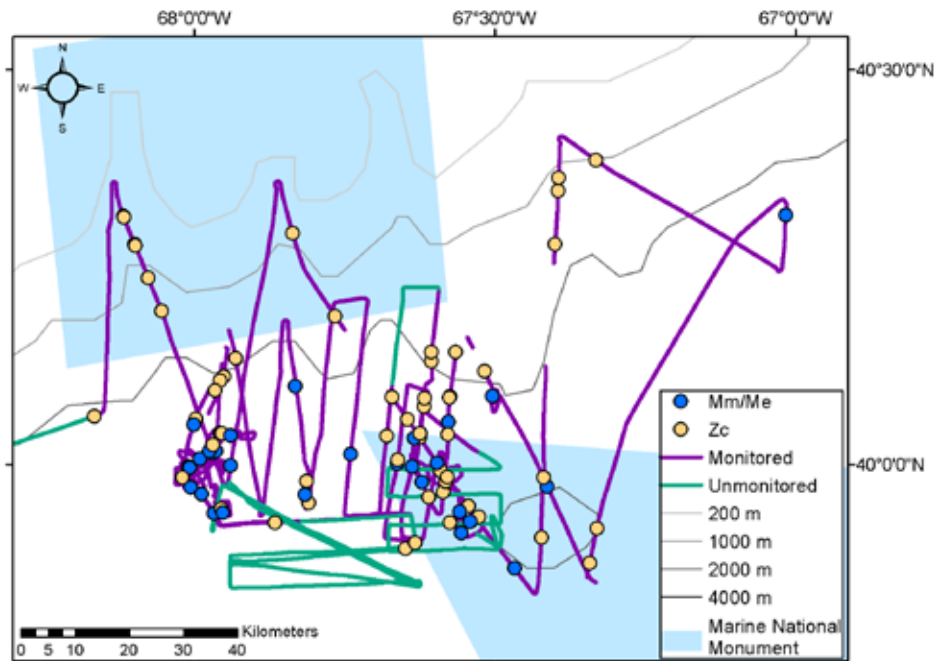 68°0'0"W 67°30'0"W 67°0'0"W
N
W E
S
40°30'0"N
40°0'0"N
Mm/Me
Zc
Monitored
Unmonitored
200 m
1000 m
2000 m
4000 m
Marine National
Monument
Kilometers
0 5 10 20 30 40